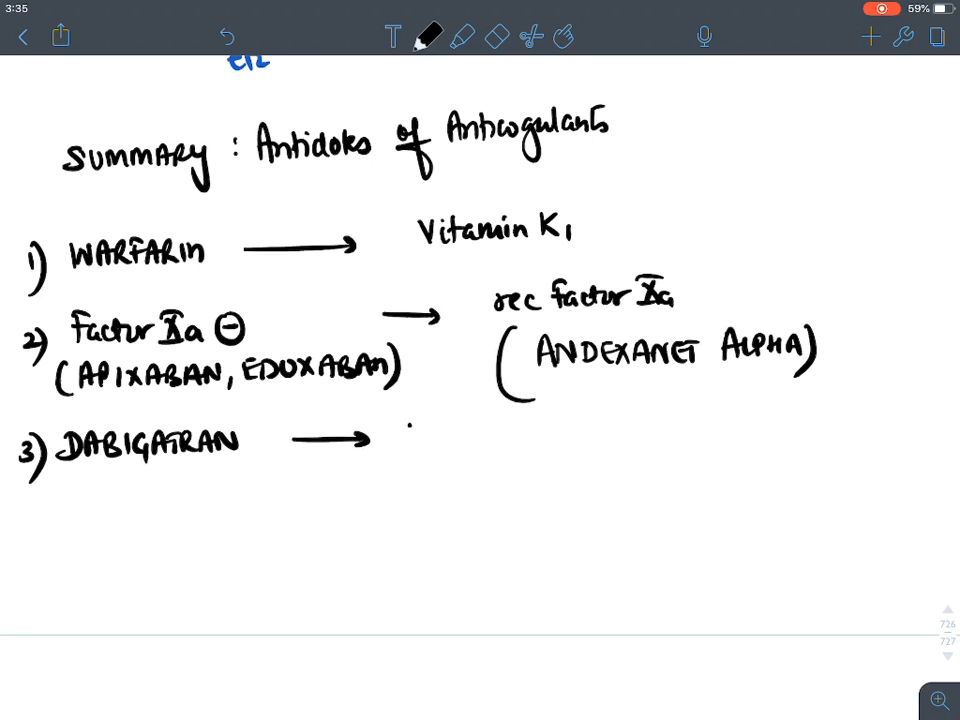 3:35
59%
T
SUMMARY : Antidotes of Anticogulants
1) WARFARIN → Vitamin K1
2) Factor Xa ⊖ → rec Factor Xa
(APIXABAN, EDOXABAN) (ANDEXANET ALPHA)
3) DABIGATRAN →
726
727